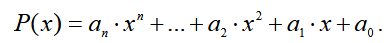 P(x) = aₙ · xⁿ + ... + a₂ · x² + a₁ · x + a₀ .